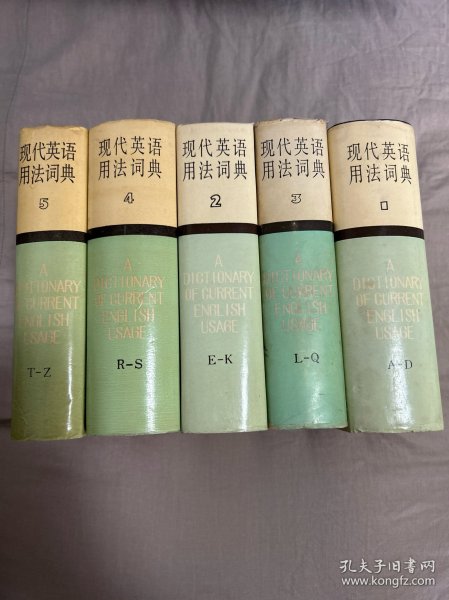 现代英语
用法词典
5
A
DICTIONARY
OF CURRENT
ENGLISH
USAGE
T-Z
现代英语
用法词典
4
A
DICTIONARY
OF CURRENT
ENGLISH
USAGE
R-S
现代英语
用法词典
2
A
DICTIONARY
OF CURRENT
ENGLISH
USAGE
E-K
现代英语
用法词典
3
A
DICTIONARY
OF CURRENT
ENGLISH
USAGE
L-Q
现代英语
用法词典
1
A
DICTIONARY
OF CURRENT
ENGLISH
USAGE
A-D
孔夫子旧书网
www.kongfz.com